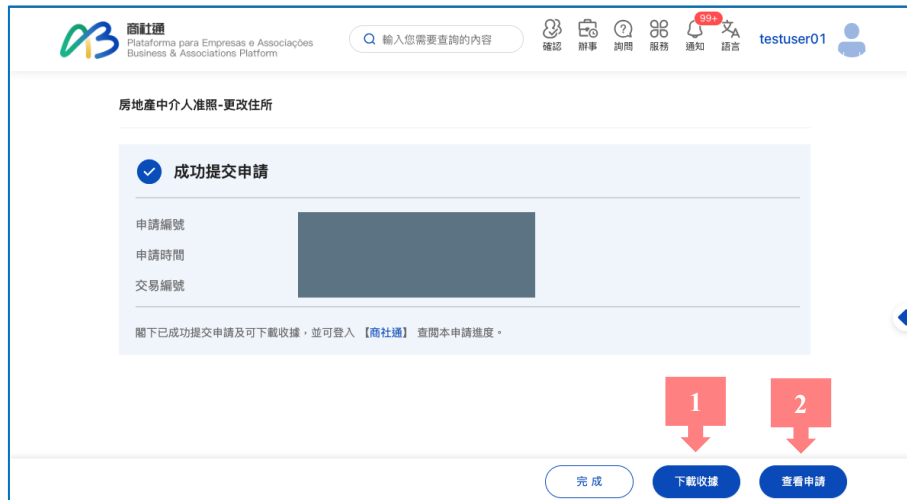 商社通
Plataforma para Empresas e Associações
Business & Associations Platform
輸入您需要查詢的內容
確認
辦事
詢問
服務
99+
通知
語言
testuser01
房地產中介人准照-更改住所
成功提交申請
申請編號
申請時間
交易編號
閣下已成功提交申請及可下載收據，並可登入 【商社通】 查閱本申請進度。
1
2
完成
下載收據
查看申請